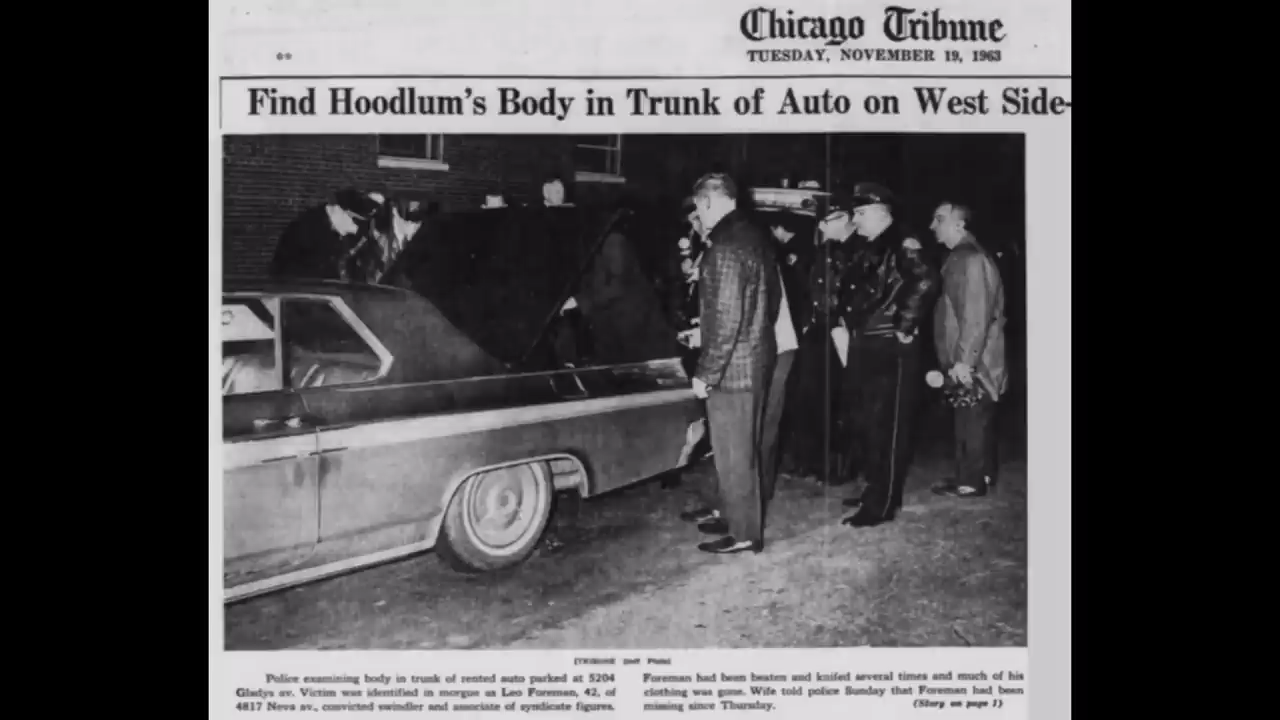 Chicago Tribune
**
TUESDAY, NOVEMBER 19, 1963
Find Hoodlum's Body in Trunk of Auto on West Side-
[TRIBUNE Staff Photo]
Police examining body in trunk of rented auto parked at 5204
Gladys av. Victim was identified in morgue as Leo Foreman, 42, of
4817 Neva av., convicted swindler and associate of syndicate figures.
Foreman had been beaten and knifed several times and much of his
clothing was gone. Wife told police Sunday that Foreman had been
missing since Thursday.
(Story on page 1)